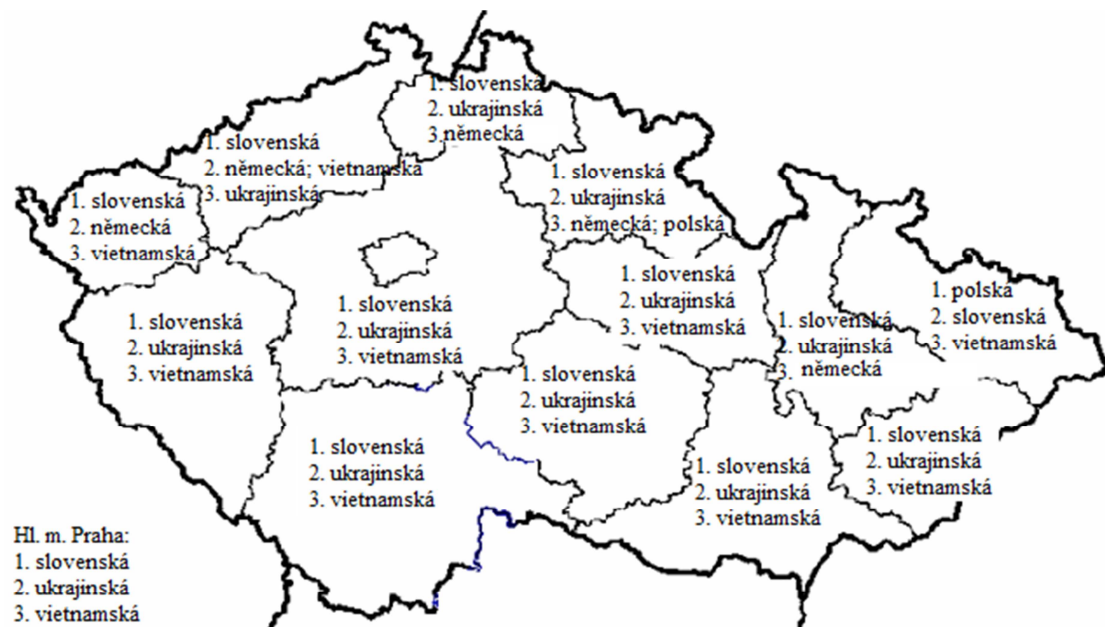 1. slovenská
2. ukrajinská
3. německá
1. slovenská
2. německá; vietnamská
3. ukrajinská
1. slovenská
2. ukrajinská
3. německá; polská
1. slovenská
2. německá
3. vietnamská
1. slovenská
2. ukrajinská
3. vietnamská
1. polská
2. slovenská
3. vietnamská
1. slovenská
2. ukrajinská
3. vietnamská
1. slovenská
2. ukrajinská
3. vietnamská
1. slovenská
2. ukrajinská
3. německá
1. slovenská
2. ukrajinská
3. vietnamská
1. slovenská
2. ukrajinská
3. vietnamská
1. slovenská
2. ukrajinská
3. vietnamská
1. slovenská
2. ukrajinská
3. vietnamská
Hl. m. Praha:
1. slovenská
2. ukrajinská
3. vietnamská